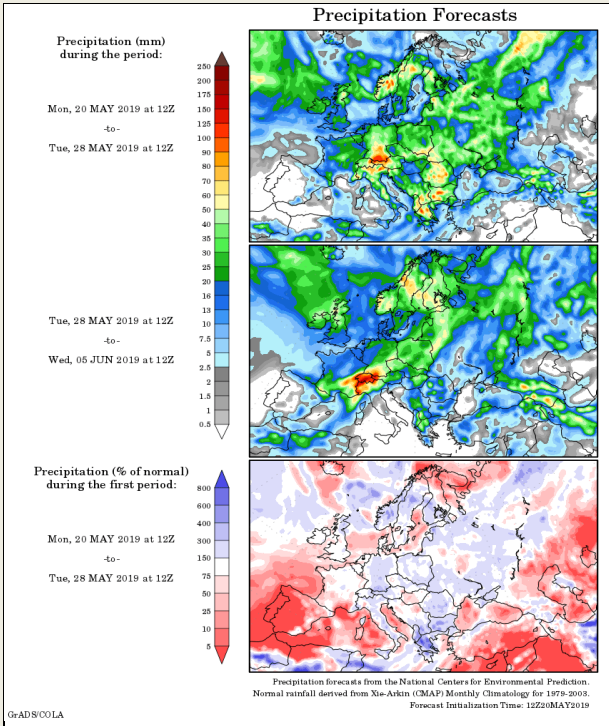 Precipitation Forecasts
Precipitation (mm)
during the period:
Mon, 20 MAY 2019 at 12Z
-to-
Tue, 28 MAY 2019 at 12Z
250
200
175
150
125
100
90
80
70
60
50
40
35
30
25
20
16
13
10
7.5
5
2.5
2
1.5
1
0.5
Tue, 28 MAY 2019 at 12Z
-to-
Wed, 05 JUN 2019 at 12Z
Precipitation (% of normal)
during the first period:
Mon, 20 MAY 2019 at 12Z
-to-
Tue, 28 MAY 2019 at 12Z
800
600
400
300
150
75
50
25
10
5
Precipitation forecasts from the National Centers for Environmental Prediction.
Normal rainfall derived from Xie-Arkin (CMAP) Monthly Climatology for 1979-2003.
Forecast Initialization Time: 12Z20MAY2019
GrADS/COLA